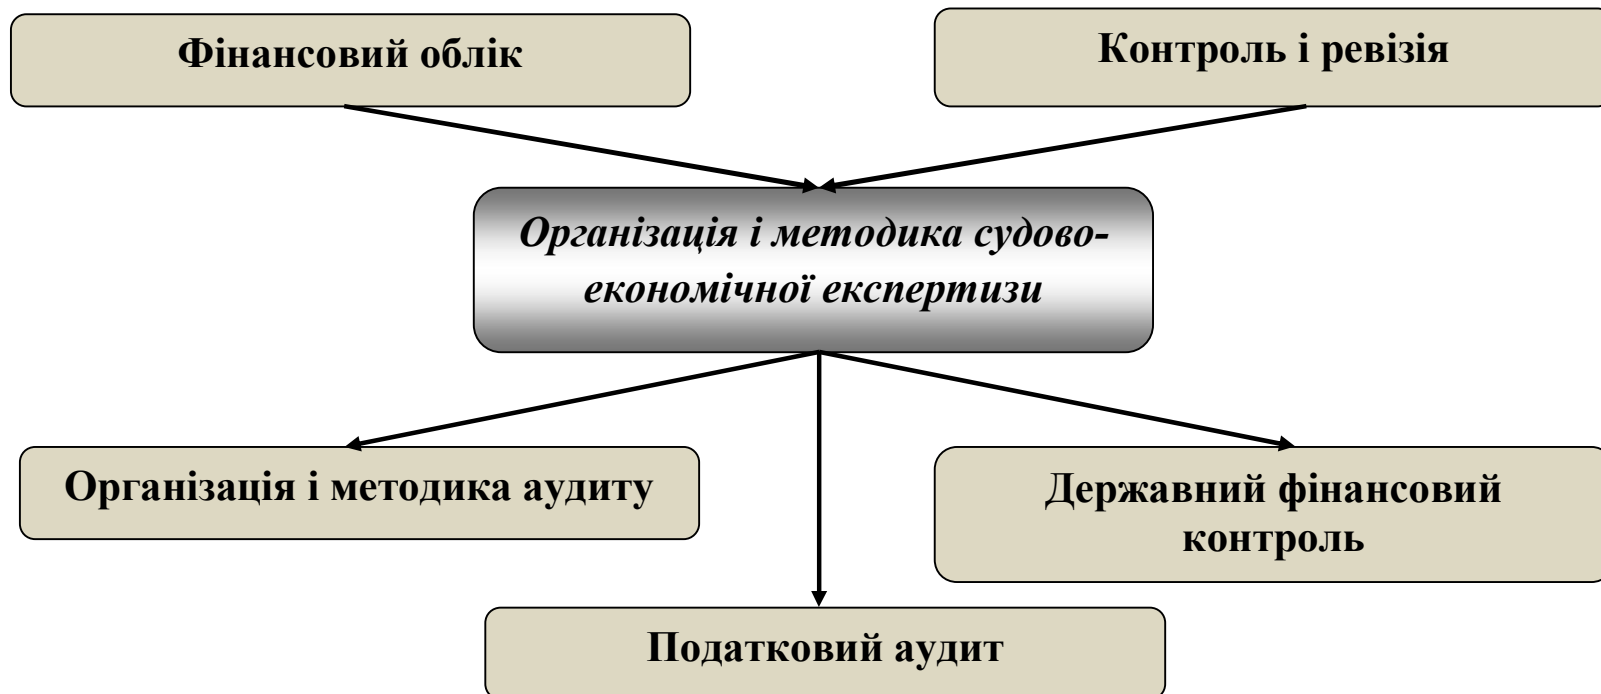 Фінансовий облік
Контроль і ревізія
Організація і методика судово-
економічної експертизи
Організація і методика аудиту
Державний фінансовий
контроль
Податковий аудит